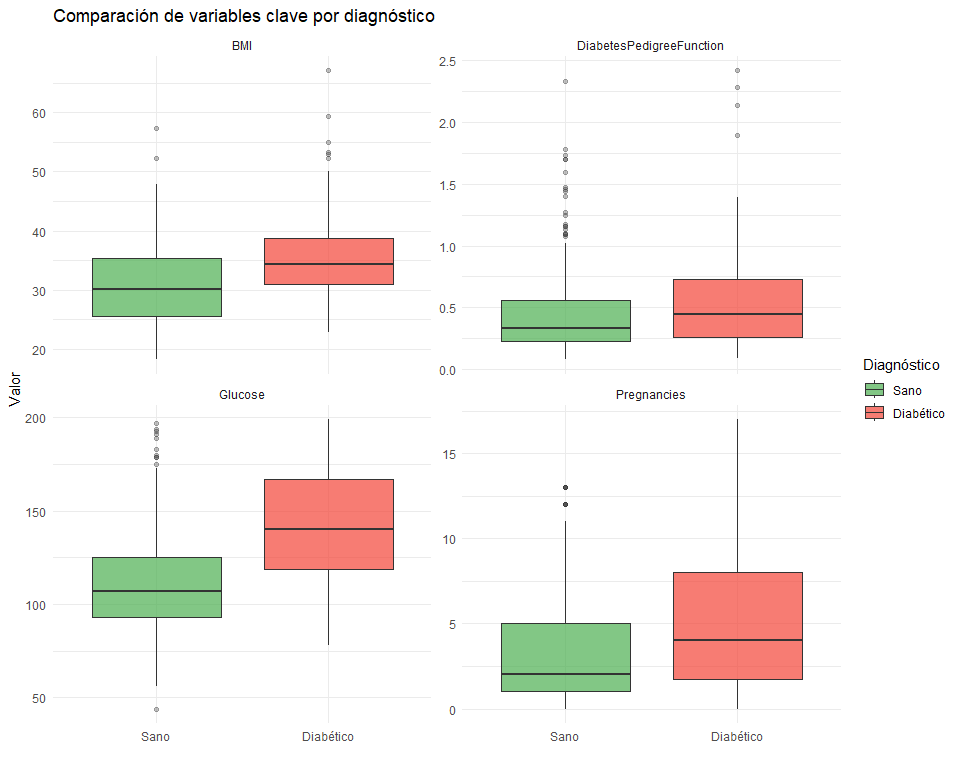 Comparación de variables clave por diagnóstico
BMI
DiabetesPedigreeFunction
60
50
40
30
20
2.5
2.0
1.5
1.0
0.5
0.0
Valor
Glucose
Pregnancies
200
150
100
50
15
10
5
0
Sano
Diabético
Sano
Diabético
Diagnóstico
Sano
Diabético